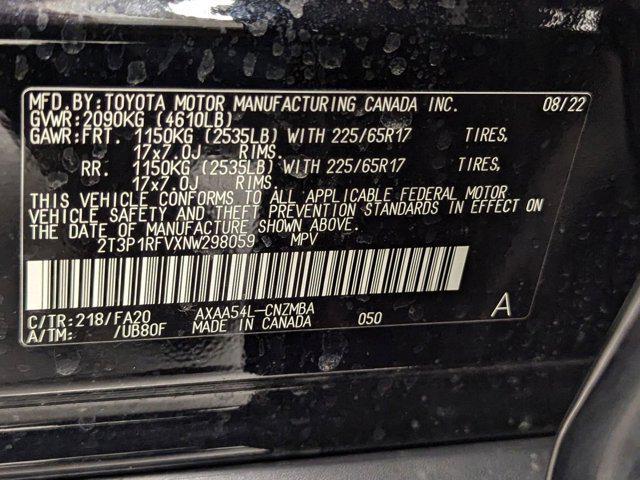 MFD.BY:TOYOTA MOTOR MANUFACTURING CANADA INC. 08/22
GVWR:2090KG (4610LB)
GAWR:FRT. 1150KG (2535LB) WITH 225/65R17 TIRES,
17x7.0J RIMS.
RR. 1150KG (2535LB) WITH 225/65R17 TIRES,
17x7.0J RIMS.
THIS VEHICLE CONFORMS TO ALL APPLICABLE FEDERAL MOTOR
VEHICLE SAFETY AND THEFT PREVENTION STANDARDS IN EFFECT ON
THE DATE OF MANUFACTURE SHOWN ABOVE.
2T3P1RFVXNW298059 MPV
C/TR:218/FA20 AXAA54L-CNZMBA 050 A
A/TM: /UB80F MADE IN CANADA